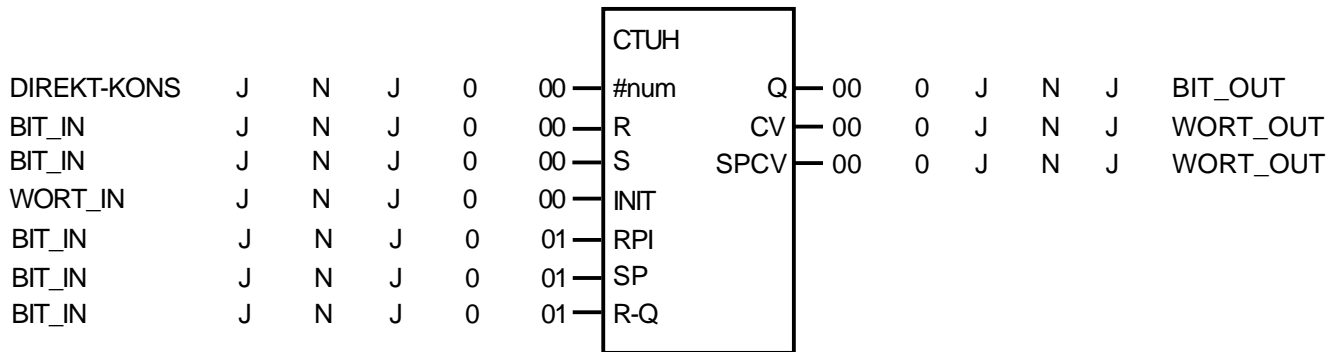 CTUH
DIREKT-KONS J N J 0 00 #num Q 00 0 J N J BIT_OUT
BIT_IN J N J 0 00 R CV 00 0 J N J WORT_OUT
BIT_IN J N J 0 00 S SPCV 00 0 J N J WORT_OUT
WORT_IN J N J 0 00 INIT
BIT_IN J N J 0 01 RPI
BIT_IN J N J 0 01 SP
BIT_IN J N J 0 01 R-Q